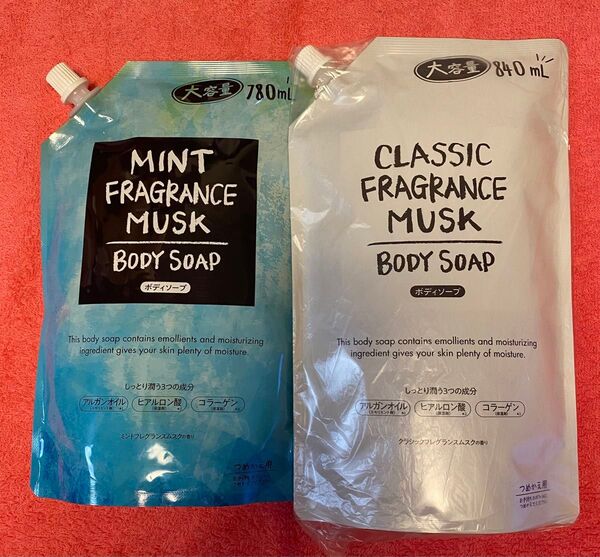 大容量 780mL
MINT
FRAGRANCE
MUSK
BODY SOAP
ボディソープ
This body soap contains emollients and moisturizing
ingredient gives your skin plenty of moisture.
しっとり潤う3つの成分
アルガンオイル ヒアルロン酸 コラーゲン
ミントフレグランスムスクの香り
つめかえ用
大容量 840mL
CLASSIC
FRAGRANCE
MUSK
BODY SOAP
ボディソープ
This body soap contains emollients and moisturizing
ingredient gives your skin plenty of moisture.
しっとり潤う3つの成分
アルガンオイル ヒアルロン酸 コラーゲン
クラシックフレグランスムスクの香り
つめかえ用